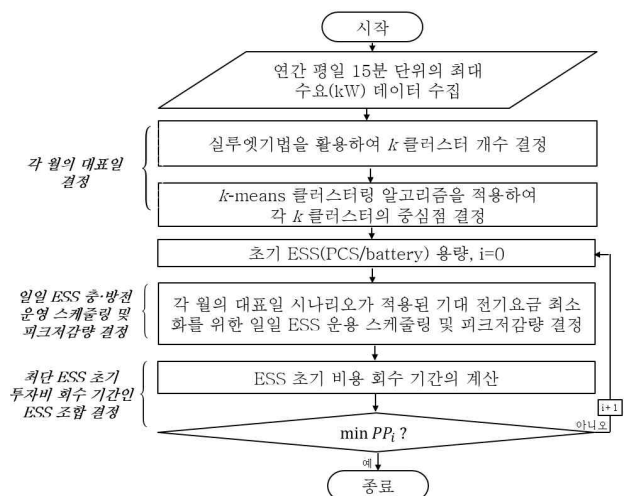 시작
연간 평일 15분 단위의 최대
수요(kW) 데이터 수집
각 월의 대표일
결정
실루엣기법을 활용하여 k 클러스터 개수 결정
k-means 클러스터링 알고리즘을 적용하여
각 k 클러스터의 중심점 결정
초기 ESS(PCS/battery) 용량, i=0
일일 ESS 충·방전
운영 스케줄링 및
피크저감량 결정
각 월의 대표일 시나리오가 적용된 기대 전기요금 최소
화를 위한 일일 ESS 운용 스케줄링 및 피크저감량 결정
최단 ESS 초기
투자비 회수 기간인
ESS 조합 결정
ESS 초기 비용 회수 기간의 계산
i+1
min PPi ?
아니오
예
종료